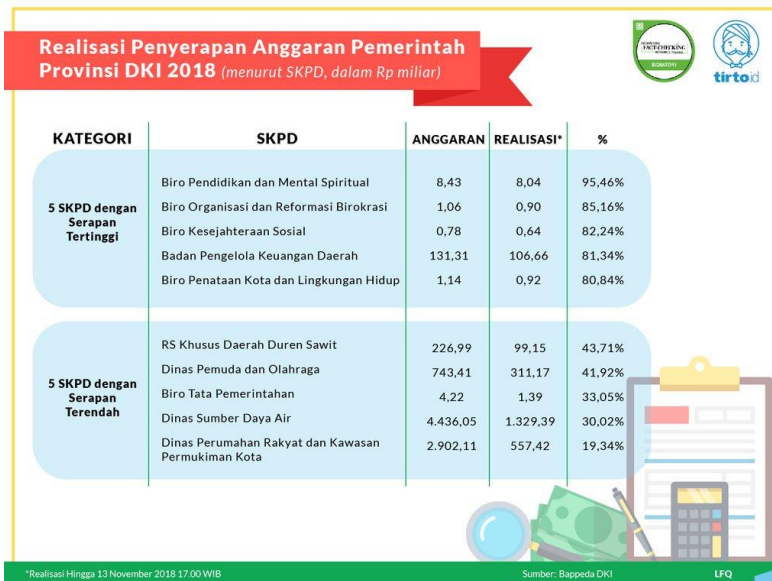 Realisasi Penyerapan Anggaran Pemerintah
Provinsi DKI 2018 (menurut SKPD, dalam Rp miliar)
FACT-CHECKING
SIGNATORY
tirto.id
KATEGORI SKPD ANGGARAN REALISASI* %
5 SKPD dengan
Serapan
Tertinggi
Biro Pendidikan dan Mental Spiritual 8,43 8,04 95,46%
Biro Organisasi dan Reformasi Birokrasi 1,06 0,90 85,16%
Biro Kesejahteraan Sosial 0,78 0,64 82,24%
Badan Pengelola Keuangan Daerah 131,31 106,66 81,34%
Biro Penataan Kota dan Lingkungan Hidup 1,14 0,92 80,84%
5 SKPD dengan
Serapan
Terendah
RS Khusus Daerah Duren Sawit 226,99 99,15 43,71%
Dinas Pemuda dan Olahraga 743,41 311,17 41,92%
Biro Tata Pemerintahan 4,22 1,39 33,05%
Dinas Sumber Daya Air 4.436,05 1.329,39 30,02%
Dinas Perumahan Rakyat dan Kawasan
Permukiman Kota 2.902,11 557,42 19,34%
*Realisasi Hingga 13 November 2018 17.00 WIB
Sumber: Bappeda DKI
LFQ